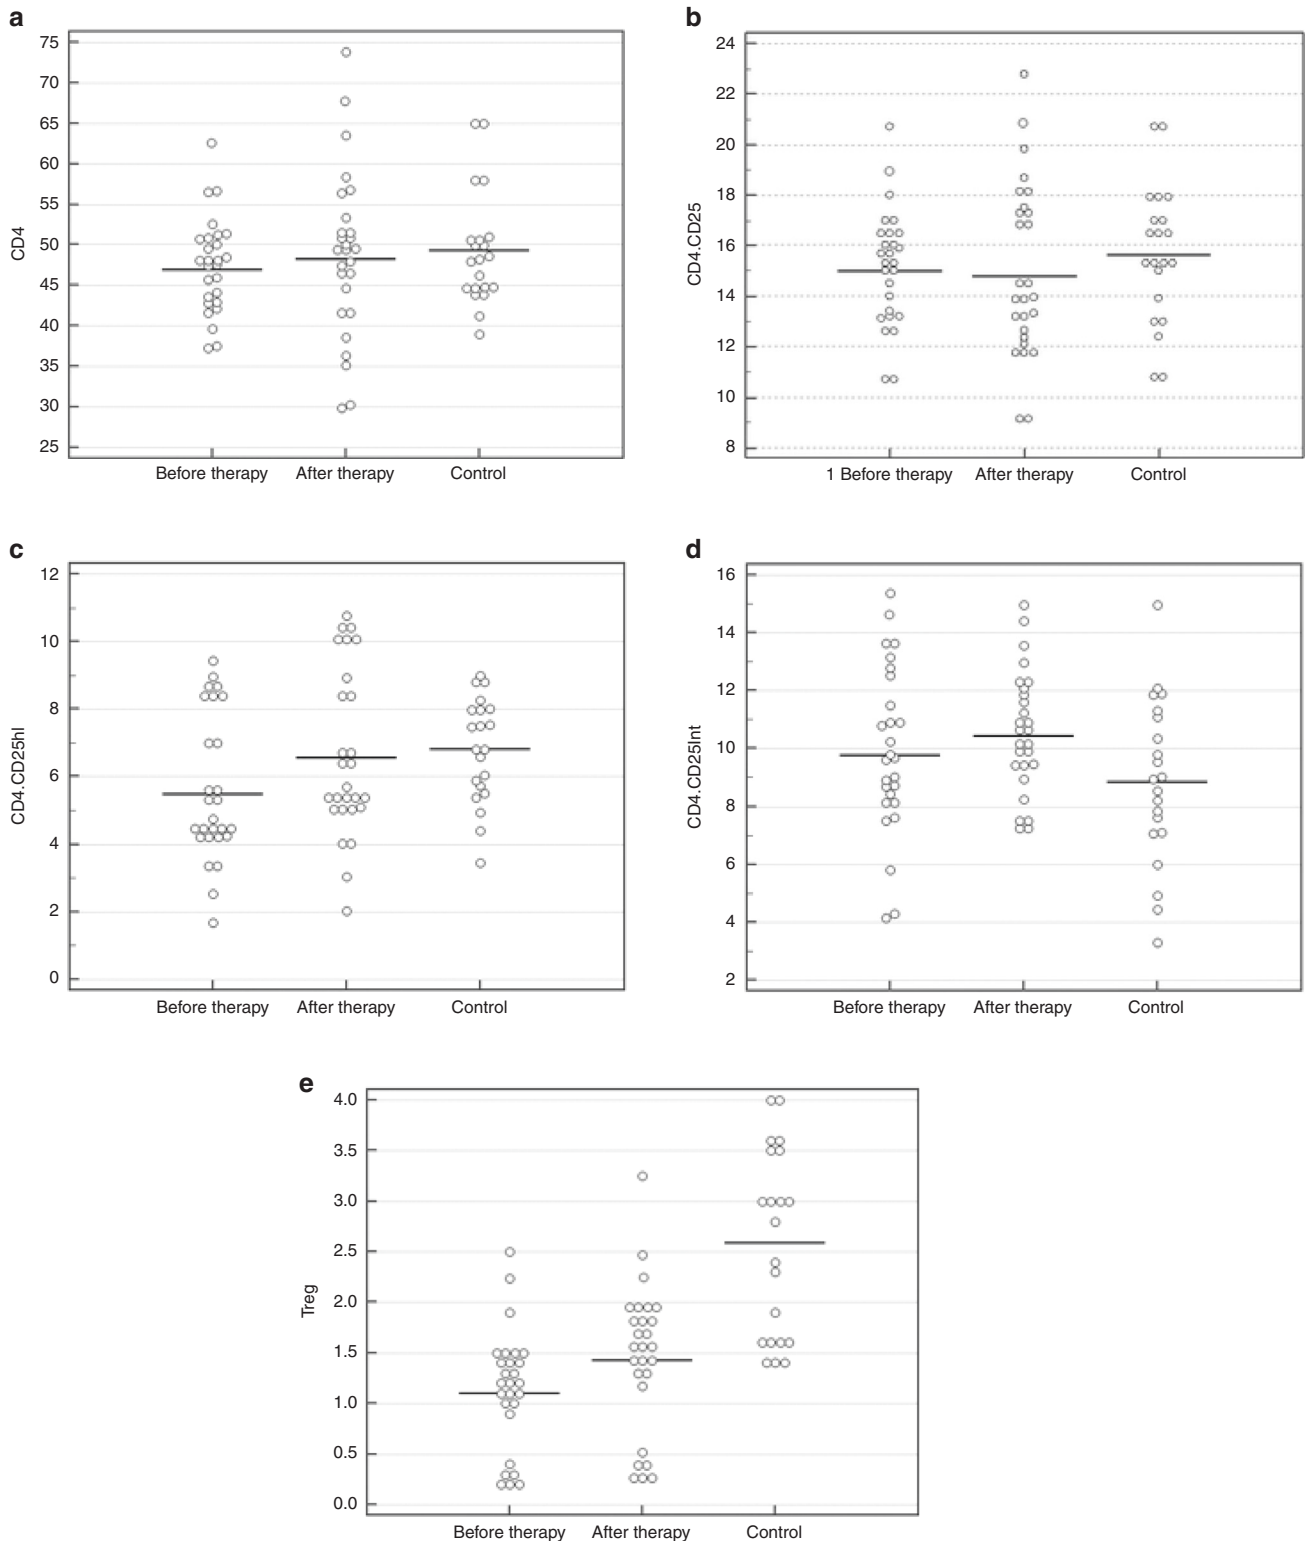 a
75
70
65
60
55
50
45
40
35
30
25
CD4
Before therapy After therapy Control
b
24
22
20
18
16
14
12
10
8
CD4.CD25
1 Before therapy After therapy Control
c
12
10
8
6
4
2
0
CD4.CD25hl
Before therapy After therapy Control
d
16
14
12
10
8
6
4
2
CD4.CD25Int
Before therapy After therapy Control
e
4.0
3.5
3.0
2.5
2.0
1.5
1.0
0.5
0.0
Treg
Before therapy After therapy Control